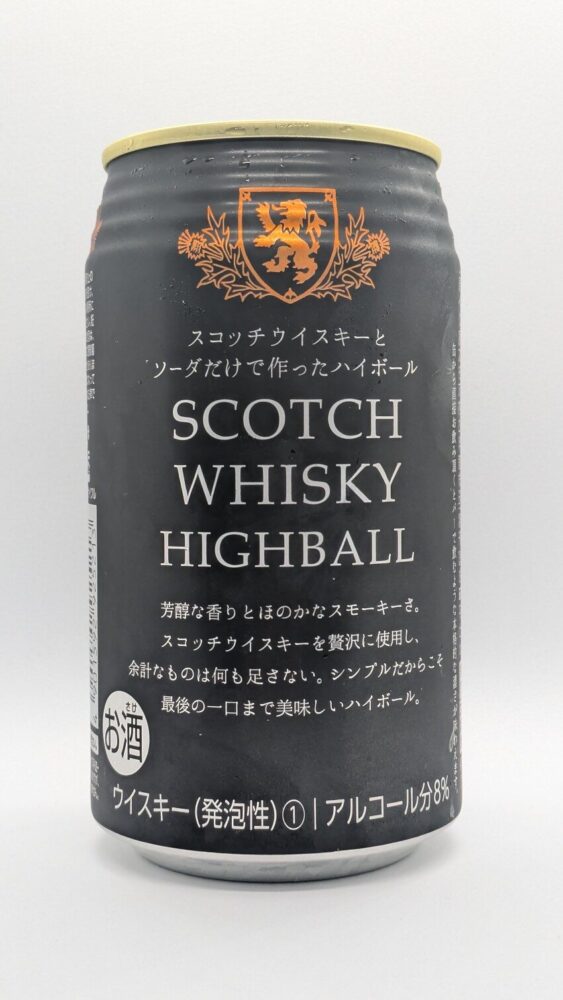 スコッチウイスキーと
ソーダだけで作ったハイボール
SCOTCH
WHISKY
HIGHBALL
芳醇な香りとほのかなスモーキーさ。
スコッチウイスキーを贅沢に使用し、
余計なものは何も足さない。シンプルだからこそ
最後の一口まで美味しいハイボール。
さけ
お酒
ウイスキー(発泡性)①|アルコール分8%